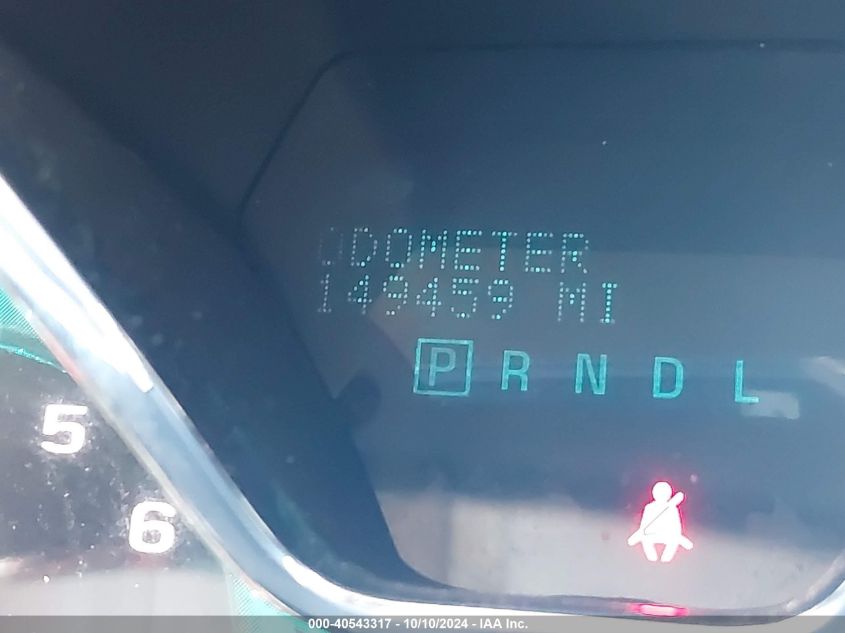 ODOMETER
149459 MI
P R N D L
5
6
000-40543317 - 10/10/2024 - IAA Inc.